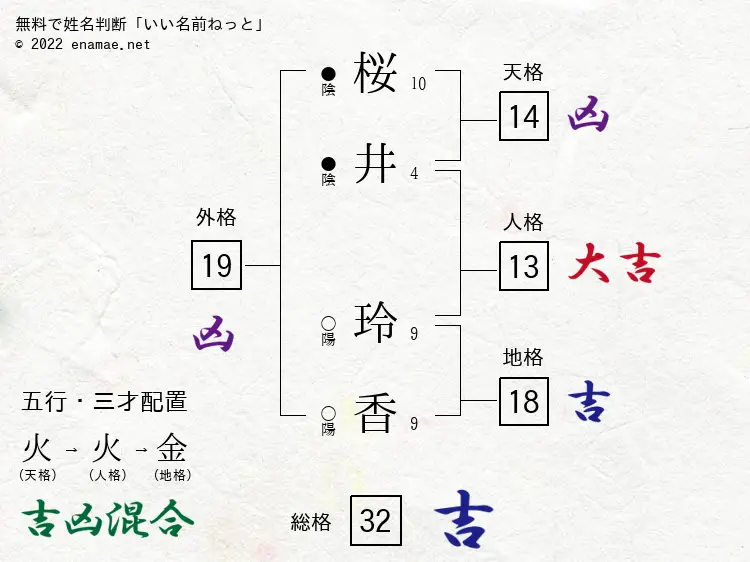 無料で姓名判断「いい名前ねっと」
© 2022 enamae.net
●陰 桜 10
●陰 井 4
○陽 玲 9
○陽 香 9
天格
14 凶
人格
13 大吉
地格
18 吉
外格
19
凶
五行・三才配置
火 → 火 → 金
(天格) (人格) (地格)
吉凶混合
総格 32 吉